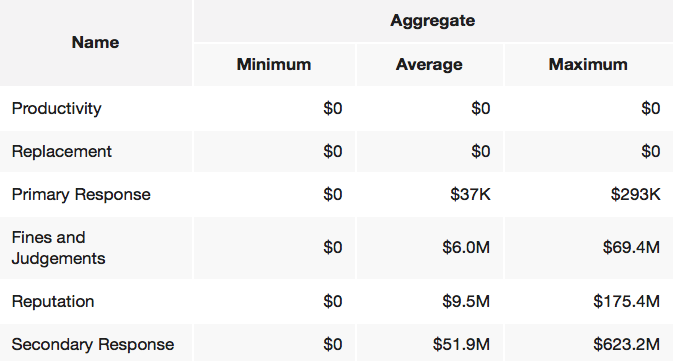 Name Aggregate
Minimum Average Maximum
Productivity $0 $0 $0
Replacement $0 $0 $0
Primary Response $0 $37K $293K
Fines and
Judgements $0 $6.0M $69.4M
Reputation $0 $9.5M $175.4M
Secondary Response $0 $51.9M $623.2M